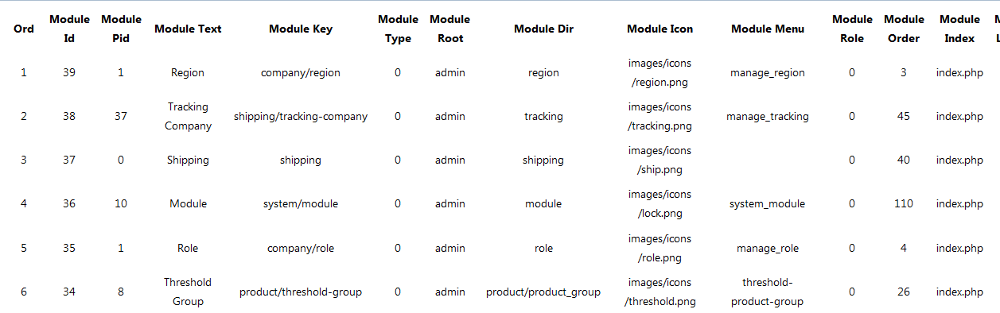 Ord Module Id Module Pid Module Text Module Key Module Type Module Root Module Dir Module Icon Module Menu Module Role Module Order Module Index
1 39 1 Region company/region 0 admin region images/icons/region.png manage_region 0 3 index.php
2 38 37 Tracking Company shipping/tracking-company 0 admin tracking images/icons/tracking.png manage_tracking 0 45 index.php
3 37 0 Shipping shipping 0 admin shipping images/icons/ship.png 0 40 index.php
4 36 10 Module system/module 0 admin module images/icons/lock.png system_module 0 110 index.php
5 35 1 Role company/role 0 admin role images/icons/role.png manage_role 0 4 index.php
6 34 8 Threshold Group product/threshold-group 0 admin product/product_group images/icons/threshold.png threshold-product-group 0 26 index.php